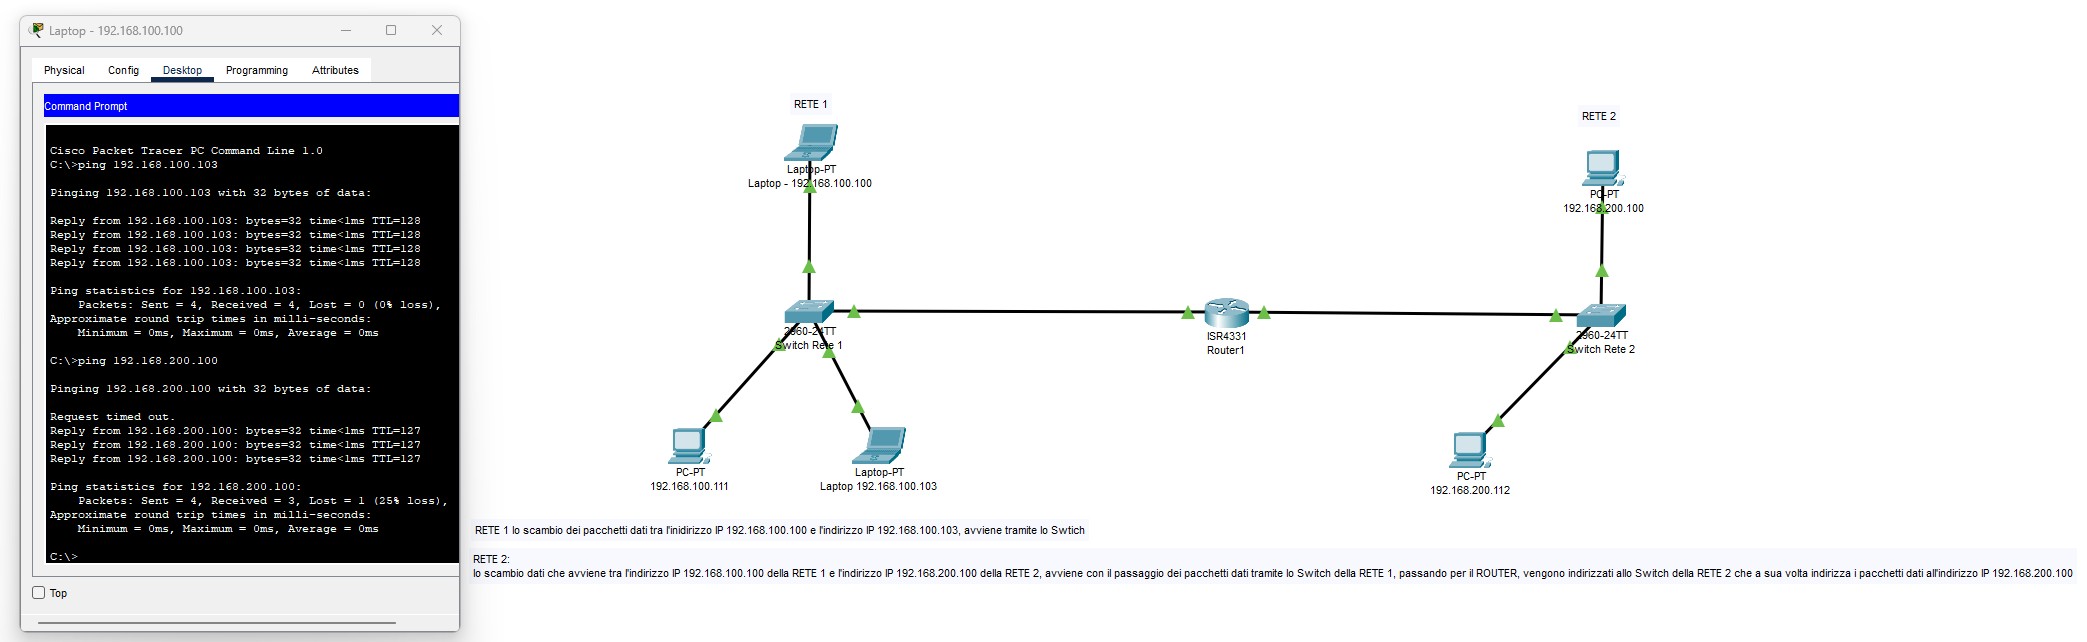 Laptop - 192.168.100.100
Physical Config Desktop Programming Attributes
Command Prompt
Cisco Packet Tracer PC Command Line 1.0
C:\>ping 192.168.100.103
Pinging 192.168.100.103 with 32 bytes of data:
Reply from 192.168.100.103: bytes=32 time<1ms TTL=128
Reply from 192.168.100.103: bytes=32 time<1ms TTL=128
Reply from 192.168.100.103: bytes=32 time<1ms TTL=128
Reply from 192.168.100.103: bytes=32 time<1ms TTL=128
Ping statistics for 192.168.100.103:
Packets: Sent = 4, Received = 4, Lost = 0 (0% loss),
Approximate round trip times in milli-seconds:
Minimum = 0ms, Maximum = 0ms, Average = 0ms
C:\>ping 192.168.200.100
Pinging 192.168.200.100 with 32 bytes of data:
Request timed out.
Reply from 192.168.200.100: bytes=32 time<1ms TTL=127
Reply from 192.168.200.100: bytes=32 time<1ms TTL=127
Reply from 192.168.200.100: bytes=32 time<1ms TTL=127
Ping statistics for 192.168.200.100:
Packets: Sent = 4, Received = 3, Lost = 1 (25% loss),
Approximate round trip times in milli-seconds:
Minimum = 0ms, Maximum = 0ms, Average = 0ms
C:\>
Top
RETE 1
Laptop-PT
Laptop - 192.168.100.100
2960-24TT
Switch Rete 1
PC-PT
192.168.100.111
Laptop-PT
Laptop 192.168.100.103
ISR4331
Router1
RETE 2
PC-PT
192.168.200.100
2960-24TT
Switch Rete 2
PC-PT
192.168.200.112
RETE 1 lo scambio dei pacchetti dati tra l'inidirizzo IP 192.168.100.100 e l'indirizzo IP 192.168.100.103, avviene tramite lo Swtich
RETE 2:
lo scambio dati che avviene tra l'indirizzo IP 192.168.100.100 della RETE 1 e l'indirizzo IP 192.168.200.100 della RETE 2, avviene con il passaggio dei pacchetti dati tramite lo Switch della RETE 1, passando per il ROUTER, vengono indirizzati allo Switch della RETE 2 che a sua volta indirizza i pacchetti dati all'indirizzo IP 192.168.200.100